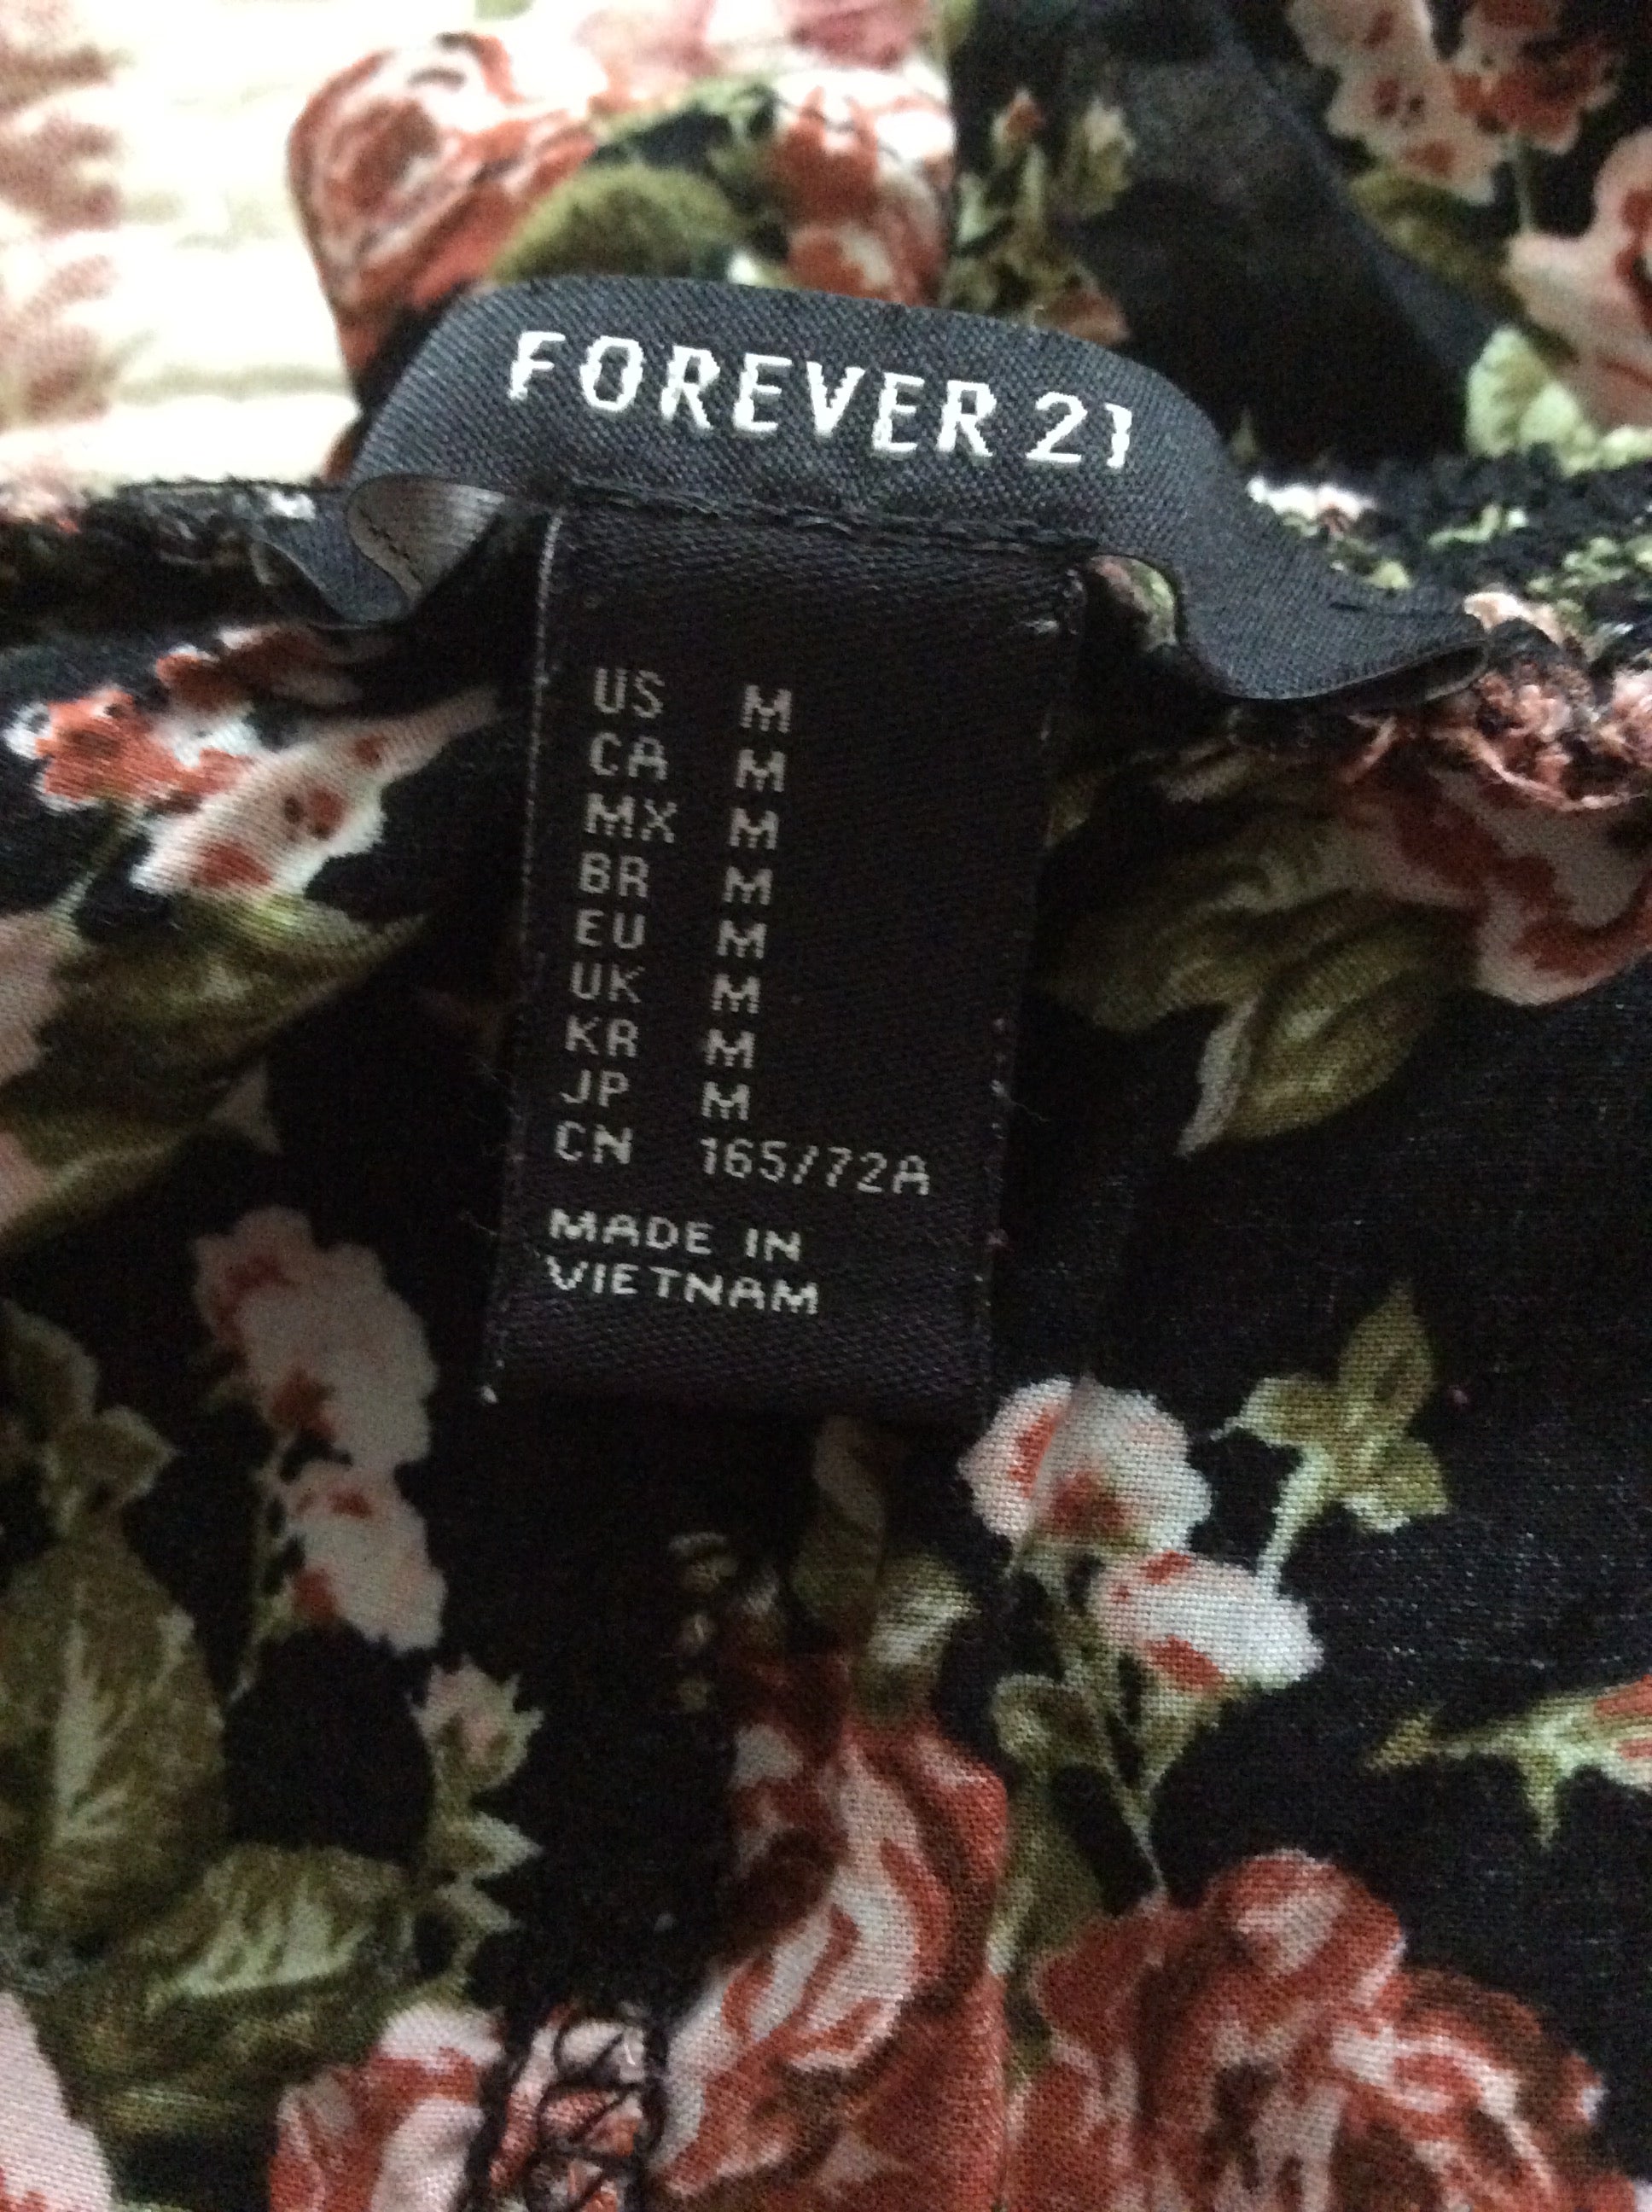 FOREVER 21
US M
CA M
MX M
BR M
EU M
UK M
KR M
JP M
CN 165/72A
MADE IN
VIETNAM